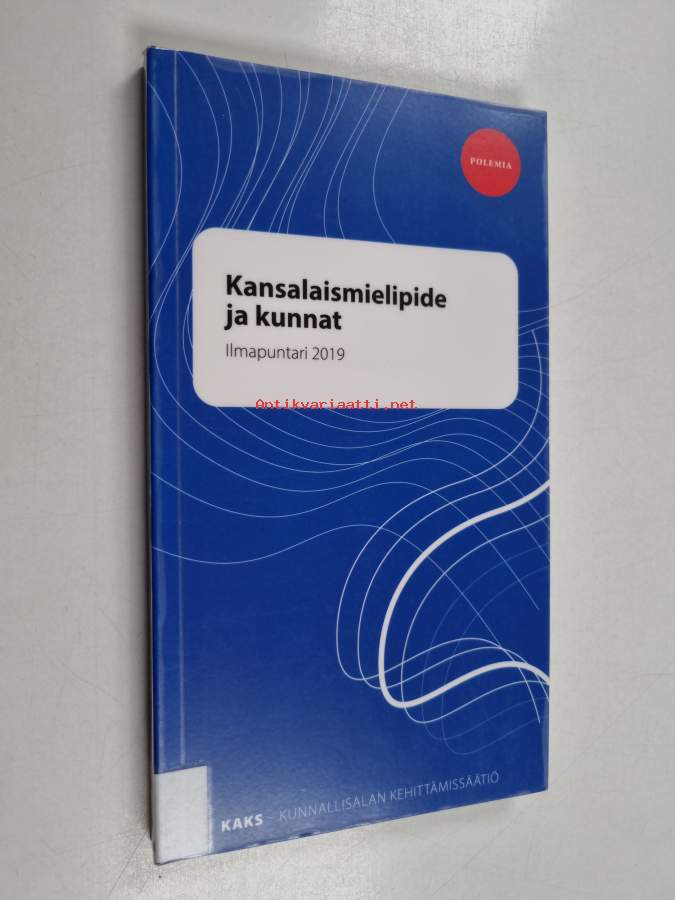 POLEMIA
Kansalaismielipide
ja kunnat
Ilmapuntari 2019
Antikvariaatti.net
KAKS – KUNNALLISALAN KEHITTÄMISSÄÄTIÖ